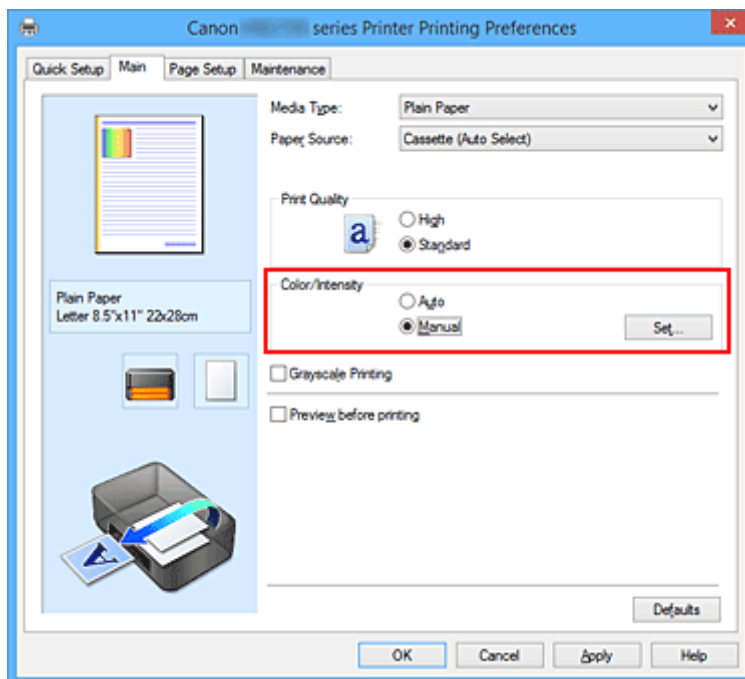 Canon series Printer Printing Preferences
Quick Setup Main Page Setup Maintenance
Media Type: Plain Paper
Paper Source: Cassette (Auto Select)
Print Quality
a
High
Standard
Color/Intensity
Auto
Manual
Set...
Plain Paper
Letter 8.5"x11" 22x28cm
Grayscale Printing
Preview before printing
A
Defaults
OK Cancel Apply Help